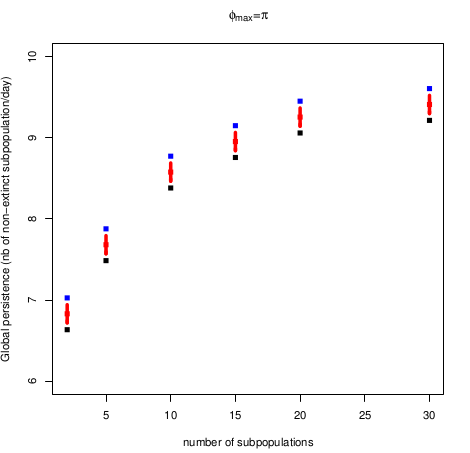 ϕmax=π
Global persistence (nb of non−extinct subpopulation/day)
10
9
8
7
6
5 10 15 20 25 30
number of subpopulations